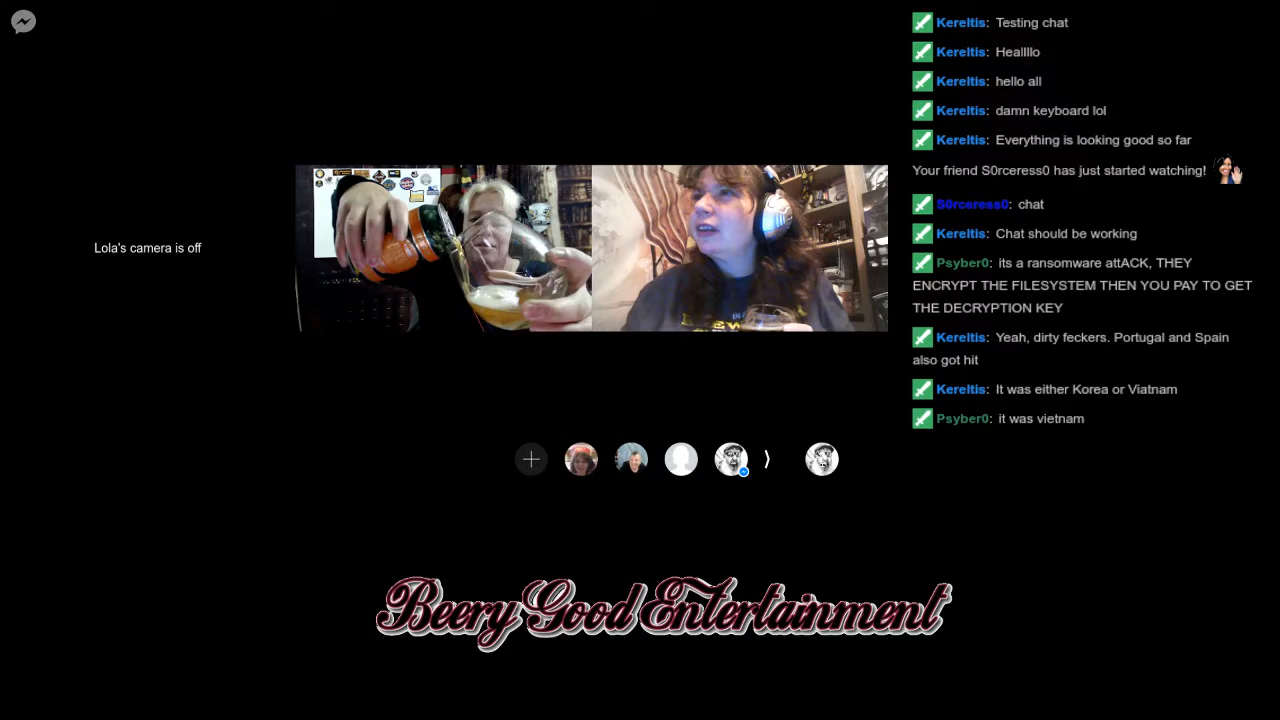 Kereltis: Testing chat
Kereltis: Heallllo
Kereltis: hello all
Kereltis: damn keyboard lol
Kereltis: Everything is looking good so far
Your friend S0rceress0 has just started watching!
S0rceress0: chat
Kereltis: Chat should be working
Psyber0: its a ransomware attACK, THEY
ENCRYPT THE FILESYSTEM THEN YOU PAY TO GET
THE DECRYPTION KEY
Kereltis: Yeah, dirty feckers. Portugal and Spain
also got hit
Kereltis: It was either Korea or Viatnam
Psyber0: it was vietnam
Lola's camera is off
Beery Good Entertainment